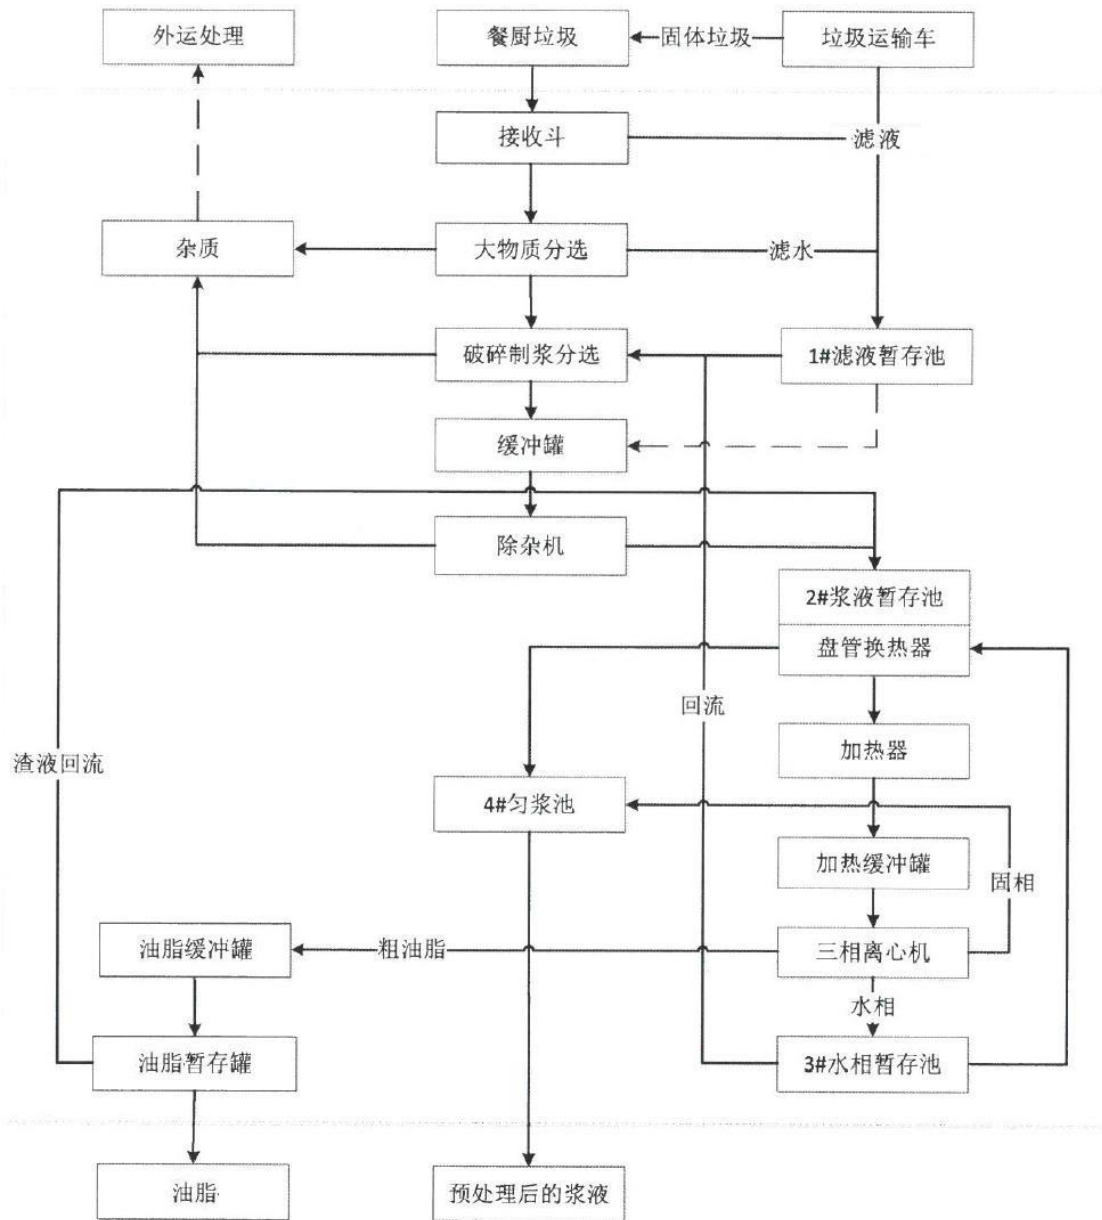 外运处理
餐厨垃圾
固体垃圾
垃圾运输车
接收斗
滤液
杂质
大物质分选
滤水
破碎制浆分选
1#滤液暂存池
缓冲罐
除杂机
2#浆液暂存池
盘管换热器
回流
加热器
渣液回流
4#匀浆池
加热缓冲罐
固相
油脂缓冲罐
粗油脂
三相离心机
水相
油脂暂存罐
3#水相暂存池
油脂
预处理后的浆液